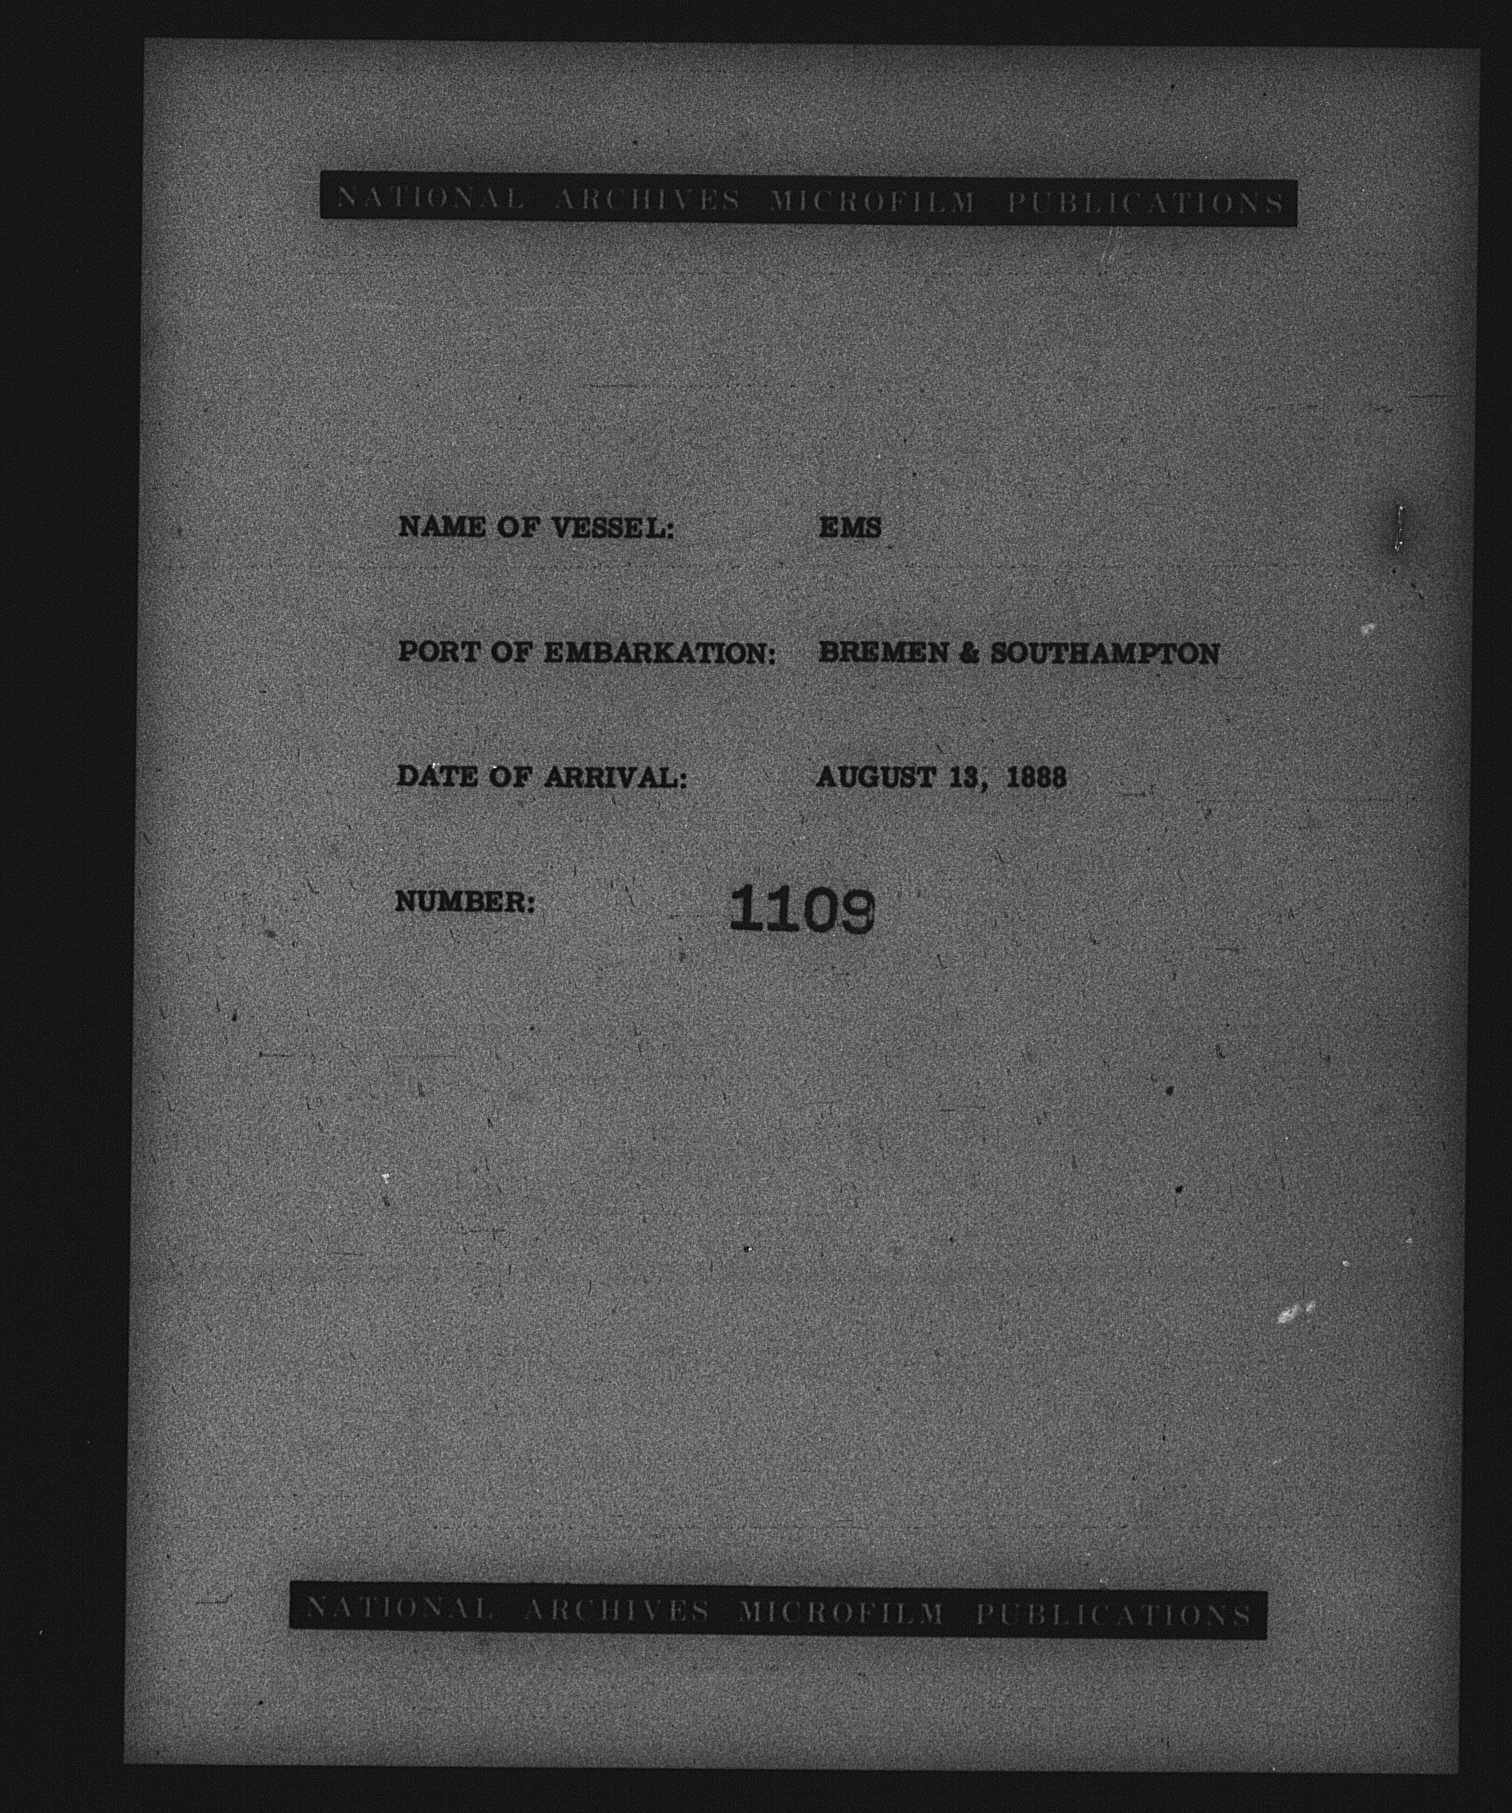 NATIONAL ARCHIVES MICROFILM PUBLICATIONS
NAME OF VESSEL: EMS
PORT OF EMBARKATION: BREMEN & SOUTHAMPTON
DATE OF ARRIVAL: AUGUST 13, 1888
NUMBER: 1109
NATIONAL ARCHIVES MICROFILM PUBLICATIONS